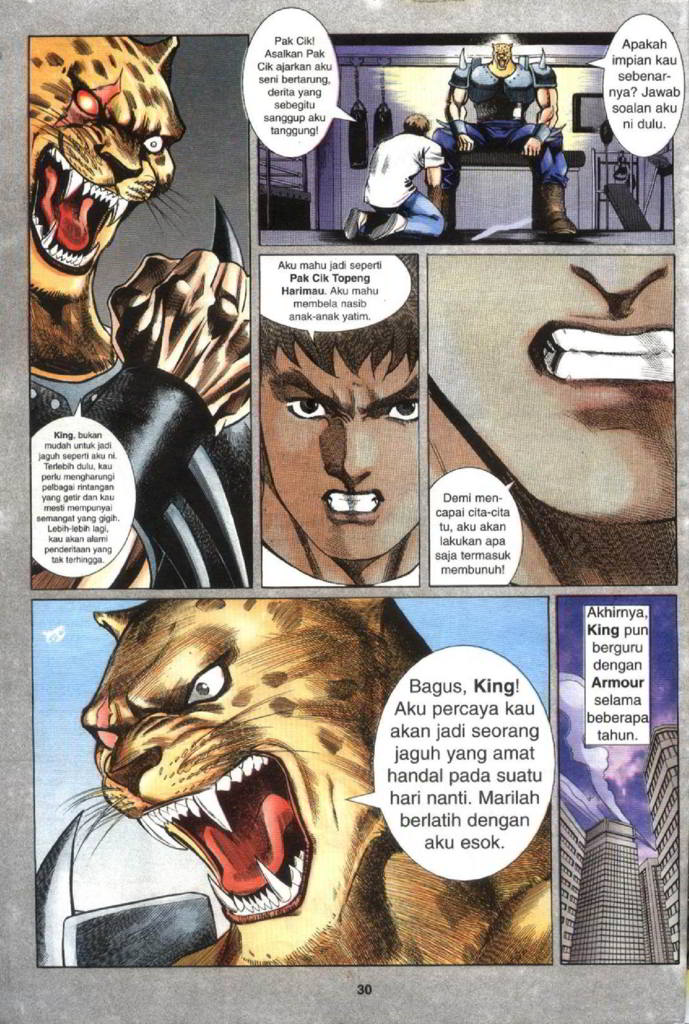 King, bukan
mudah untuk jadi
jaguh seperti aku ni.
Terlebih dulu, kau
perlu mengharungi
pelbagai rintangan
yang getir dan kau
mesti mempunyai
semangat yang gigih.
Lebih-lebih lagi,
kau akan alami
penderitaan yang
tak terhingga.
Pak Cik!
Asalkan Pak
Cik ajarkan aku
seni bertarung,
derita yang
sebegitu
sanggup aku
tanggung!
Apakah
impian kau
sebenar-
nya? Jawab
soalan aku
ni dulu.
Aku mahu jadi seperti
Pak Cik Topeng
Harimau. Aku mahu
membela nasib
anak-anak yatim.
Demi men-
capai cita-cita
tu, aku akan
lakukan apa
saja termasuk
membunuh!
Bagus, King!
Aku percaya kau
akan jadi seorang
jaguh yang amat
handal pada suatu
hari nanti. Marilah
berlatih dengan
aku esok.
Akhirnya,
King pun
berguru
dengan
Armour
selama
beberapa
tahun.
30